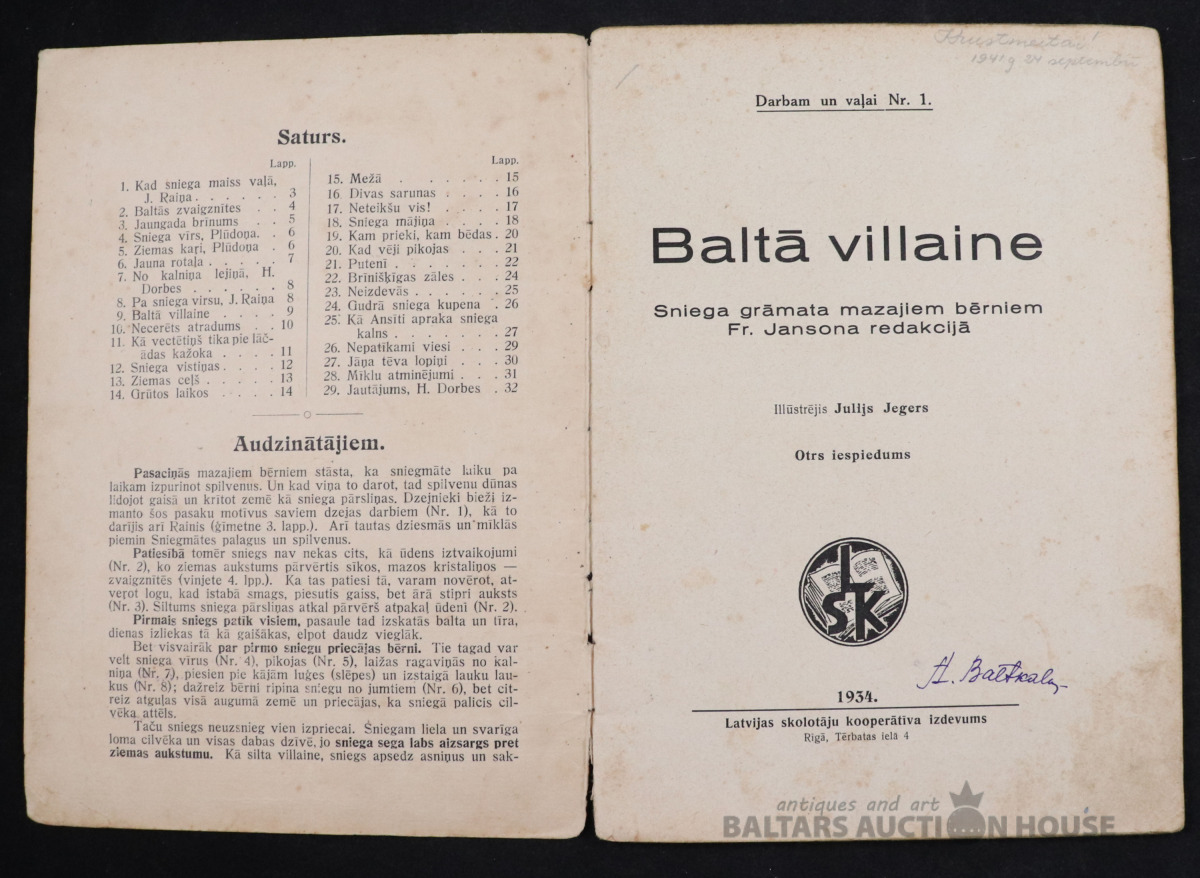 Saturs.
Lapp.
1. Kad sniega maiss vaļā,
J. Raiņa . . . . . . 3
2. Baltās zvaigznītes . . 4
3. Jaungada brīnums . . 5
4. Sniega vīrs, Plūdoņa. . 6
5. Ziemas kaŗi, Plūdoņa . 6
6. Jauna rotaļa . . . . . 7
7. No kalniņa lejiņā, H.
Dorbes . . . . . . 8
8. Pa sniega virsu, J. Raiņa 8
9. Baltā villaine . . . . 9
10. Necerēts atradums . . 10
11. Kā vectētiņš tika pie lāč-
ādas kažoka . . . . 11
12. Sniega vistiņas . . . . 12
13. Ziemas ceļš . . . . . 13
14. Grūtos laikos . . . . 14
Lapp.
15. Mežā . . . . . . . 15
16. Divas sarunas . . . . 16
17. Neteikšu vis! . . . . 17
18. Sniega mājiņa . . . . 18
19. Kam prieki, kam bēdas . 20
20. Kad vēji pikojas . . . 21
21. Putenī . . . . . . . 22
22. Brīnišķīgas zāles . . . 24
23. Neizdevās . . . . . . 25
24. Gudrā sniega kupena . 26
25. Kā Ansīti apraka sniega
kalns . . . . . . . 27
26. Nepatīkami viesi . . . 29
27. Jāņa tēva lopiņi . . . 30
28. Mīklu atminējumi . . . 31
29. Jautājums, H. Dorbes . 32
Audzinātājiem.
Pasaciņās mazajiem bērniem stāsta, ka sniegmāte laiku pa
laikam izpurinot spilvenus. Un kad viņa to darot, tad spilvenu dūnas
lidojot gaisā un krītot zemē kā sniega pārsliņas. Dzejnieki bieži iz-
manto šos pasaku motīvus saviem dzejas darbiem (Nr. 1), kā to
darījis arī Rainis (ģīmetne 3. lapp.). Arī tautas dziesmās un mīklās
piemin Sniegmātes palagus un spilvenus.
Patiesībā tomēr sniegs nav nekas cits, kā ūdens iztvaikojumi
(Nr. 2), ko ziemas aukstums pārvērtis sīkos, mazos kristaliņos —
zvaigznītēs (vinjete 4. lpp.). Ka tas patiesi tā, varam novērot, at-
veŗot logu, kad istabā smags, piesutis gaiss, bet ārā stipri auksts
(Nr. 3). Siltums sniega pārsliņas atkal pārvērš atpakaļ ūdenī (Nr. 2).
Pirmais sniegs patīk visiem, pasaule tad izskatās balta un tīra,
dienas izliekas tā kā gaišākas, elpot daudz vieglāk.
Bet visvairāk par pirmo sniegu priecājas bērni. Tie tagad var
velt sniega vīrus (Nr. 4), pikojas (Nr. 5), laižas ragaviņās no kal-
niņa (Nr. 7), piesien pie kājām luģes (slēpes) un izstaigā lauku lau-
kus (Nr. 8); dažreiz bērni ripina sniegu no jumtiem (Nr. 6), bet cit-
reiz atguļas visā augumā zemē un priecājas, ka sniegā palicis cil-
vēka attēls.
Taču sniegs neuzsnieg vien izpriecai. Sniegam liela un svarīga
loma cilvēka un visas dabas dzīvē, jo sniega sega labs aizsargs pret
ziemas aukstumu. Kā silta villaine, sniegs apsedz asniņus un sak-
Krustmeitai!
1941 g 24 septembrī
Darbam un vaļai Nr. 1.
Baltā villaine
Sniega grāmata mazajiem bērniem
Fr. Jansona redakcijā
Illūstrējis Julijs Jegers
Otrs iespiedums
LSK
A. Baltkaln
1934.
Latvijas skolotāju kooperātīva izdevums
Rīgā, Tērbatas ielā 4
antiques and art
BALTARS AUCTION HOUSE